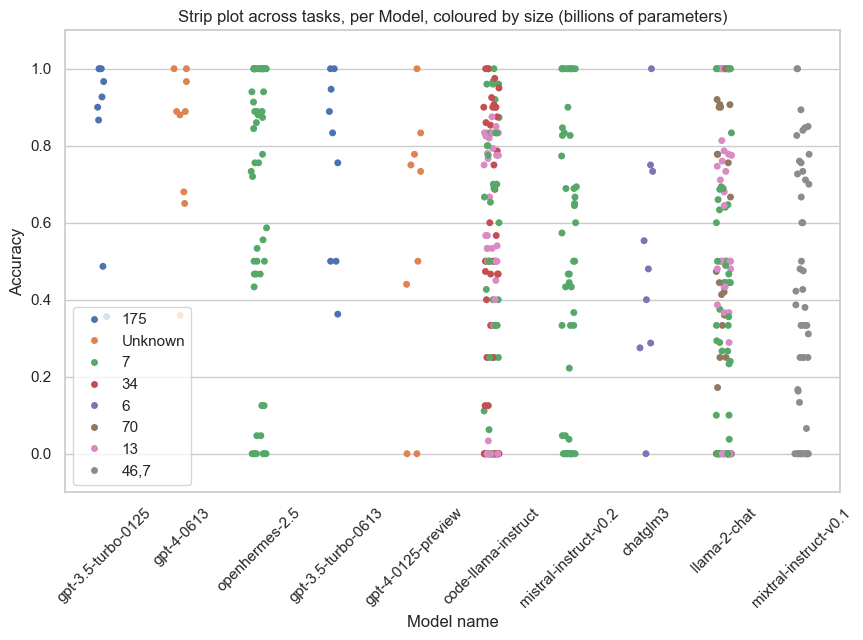 Strip plot across tasks, per Model, coloured by size (billions of parameters)
Accuracy
1.0
0.8
0.6
0.4
0.2
0.0
175
Unknown
7
34
6
70
13
46,7
gpt-3.5-turbo-0125
gpt-4-0613
openhermes-2.5
gpt-3.5-turbo-0613
gpt-4-0125-preview
code-llama-instruct
mistral-instruct-v0.2
chatglm3
llama-2-chat
mixtral-instruct-v0.1
Model name